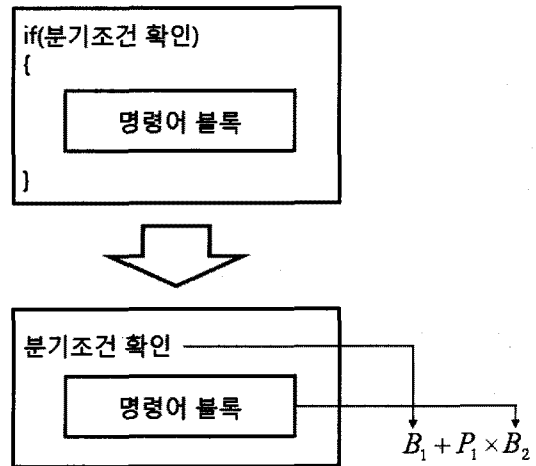 if(분기조건 확인)
{
명령어 블록
}
분기조건 확인
명령어 블록
B₁ + P₁ × B₂